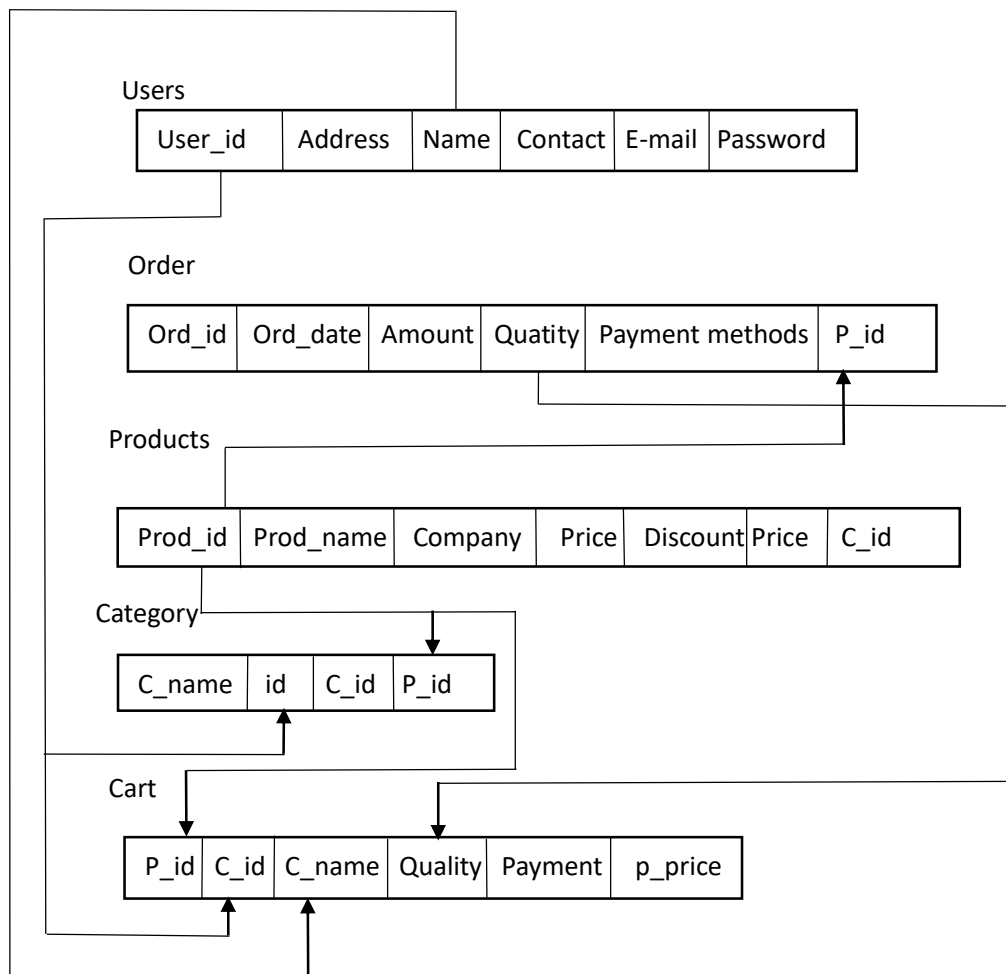 Users
User_id Address Name Contact E-mail Password
Order
Ord_id Ord_date Amount Quatity Payment methods P_id
Products
Prod_id Prod_name Company Price Discount Price C_id
Category
C_name id C_id P_id
Cart
P_id C_id C_name Quality Payment p_price